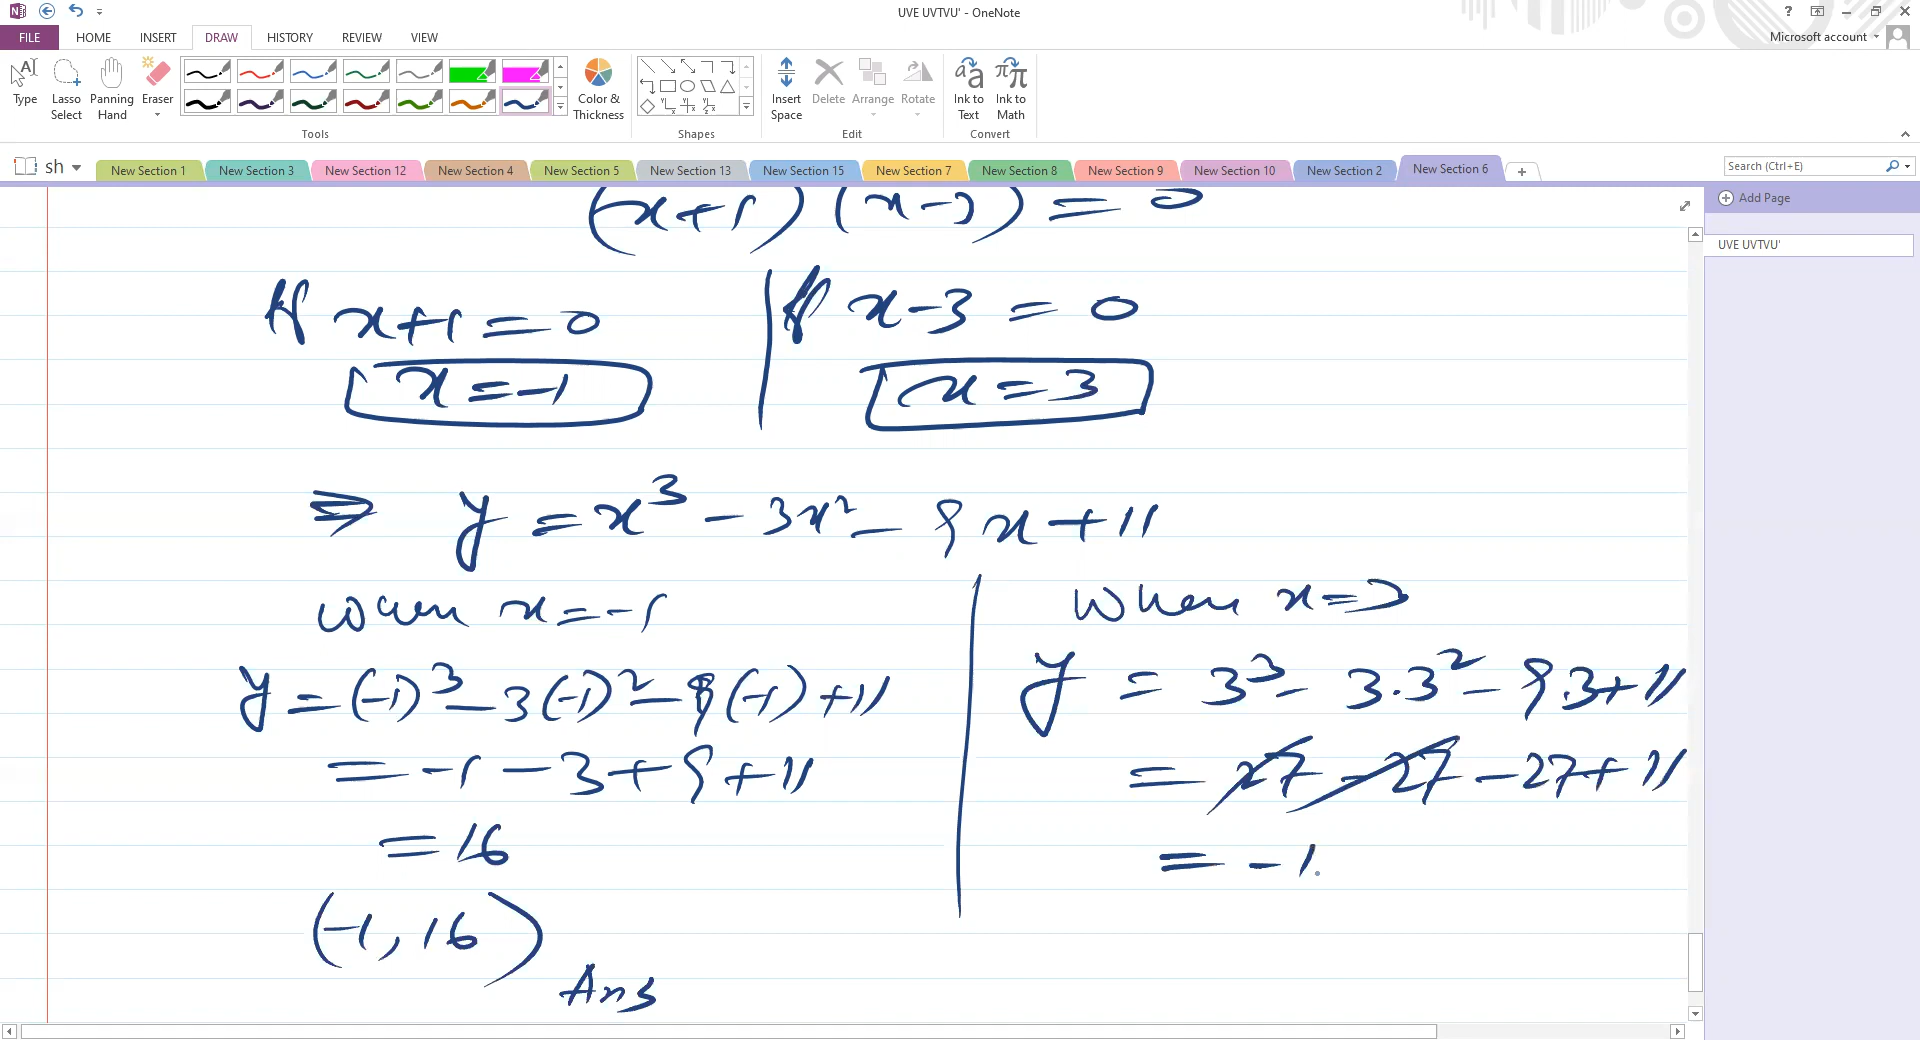 UVE UVTVU' - OneNote
FILE HOME INSERT DRAW HISTORY REVIEW VIEW
Microsoft account
Type
Lasso Select
Panning Hand
Eraser
Color & Thickness
Insert Space
Delete
Arrange
Rotate
Ink to Text
Ink to Math
Tools Shapes Edit Convert
sh New Section 1 New Section 3 New Section 12 New Section 4 New Section 5 New Section 13 New Section 15 New Section 7 New Section 8 New Section 9 New Section 10 New Section 2 New Section 6
Search (Ctrl+E)
Add Page
UVE UVTVU'
(x+1)(x-3) = 0
If x+1=0
x=-1
If x-3=0
x=3
⇒ y = x³ - 3x² - 9x + 11
when x=-1
y = (-1)³ - 3(-1)² - 9(-1) + 11
= -1 - 3 + 9 + 11
= 16
(-1, 16)
Ans
When x=3
y = 3³ - 3.3² - 9.3 + 11
= 27 - 27 - 27 + 11
= -1